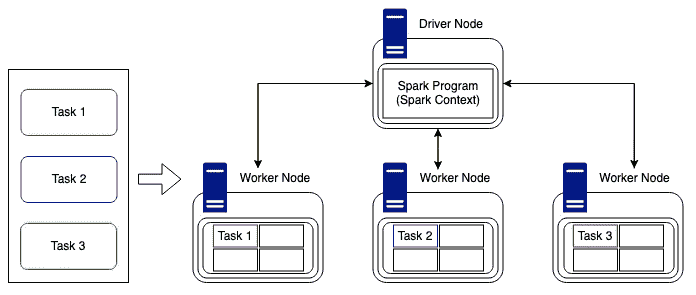 Driver Node
Spark Program
(Spark Context)
Task 1
Task 2
Task 3
Worker Node
Worker Node
Worker Node
Task 1
Task 2
Task 3